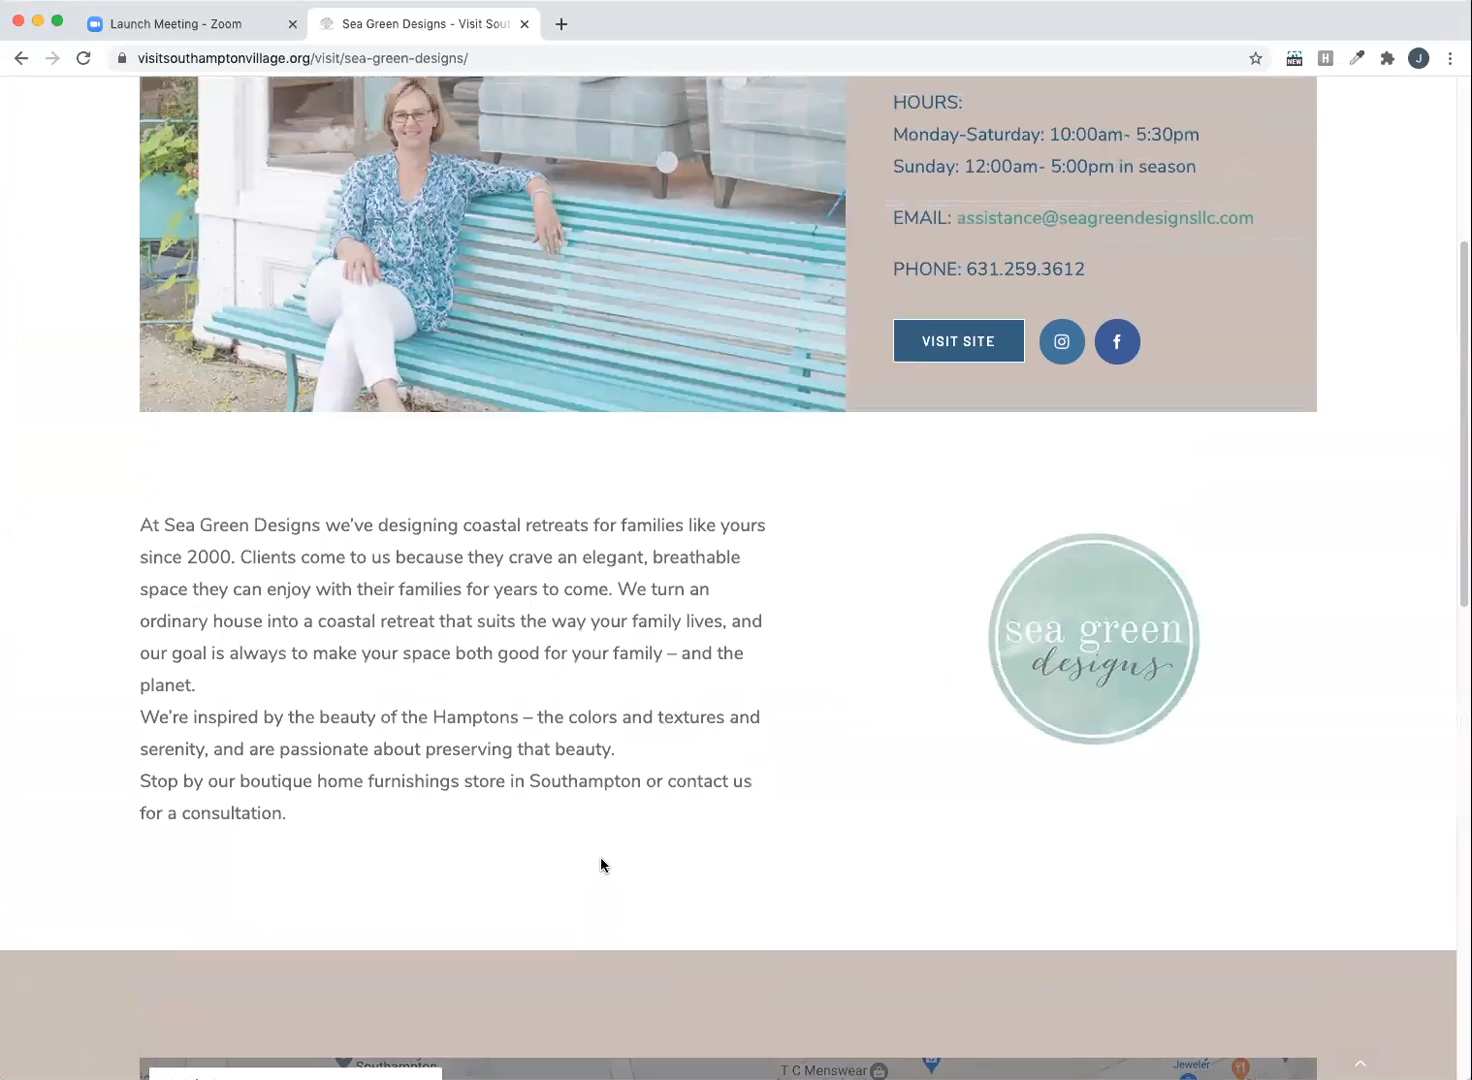 Launch Meeting - Zoom
Sea Green Designs - Visit Sout
visitsouthamptonvillage.org/visit/sea-green-designs/
NEW
H
J
HOURS:
Monday-Saturday: 10:00am- 5:30pm
Sunday: 12:00am- 5:00pm in season
EMAIL: assistance@seagreendesignsllc.com
PHONE: 631.259.3612
VISIT SITE
At Sea Green Designs we've designing coastal retreats for families like yours
since 2000. Clients come to us because they crave an elegant, breathable
space they can enjoy with their families for years to come. We turn an
ordinary house into a coastal retreat that suits the way your family lives, and
our goal is always to make your space both good for your family – and the
planet.
We're inspired by the beauty of the Hamptons – the colors and textures and
serenity, and are passionate about preserving that beauty.
Stop by our boutique home furnishings store in Southampton or contact us
for a consultation.
sea green
designs
Southampton
T C Menswear
Jeweler